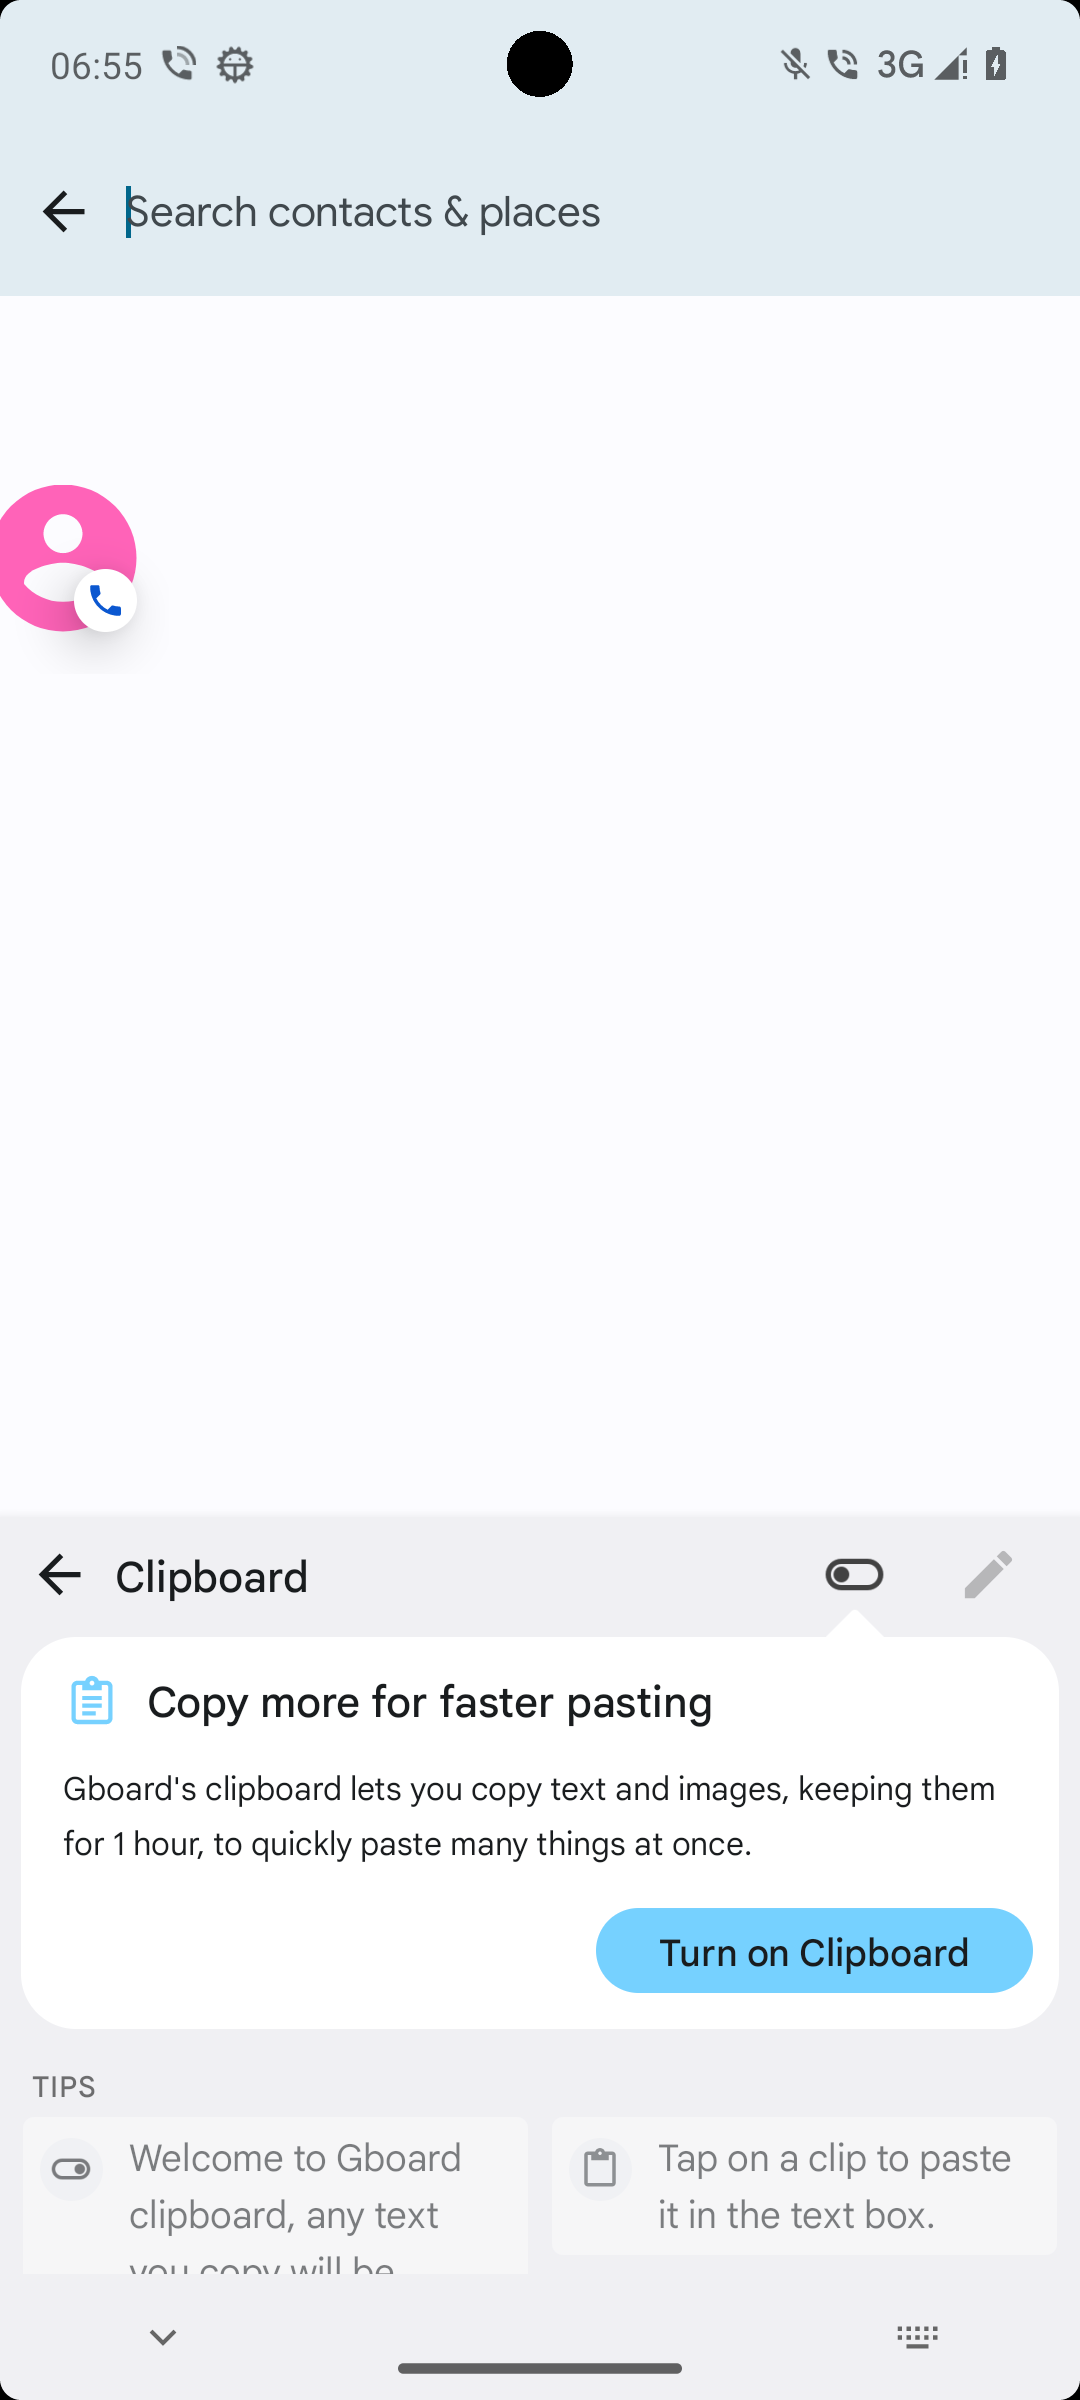 06:55
3G
Search contacts & places
Clipboard
Copy more for faster pasting
Gboard's clipboard lets you copy text and images, keeping them
for 1 hour, to quickly paste many things at once.
Turn on Clipboard
TIPS
Welcome to Gboard
clipboard, any text
you copy will be
Tap on a clip to paste
it in the text box.